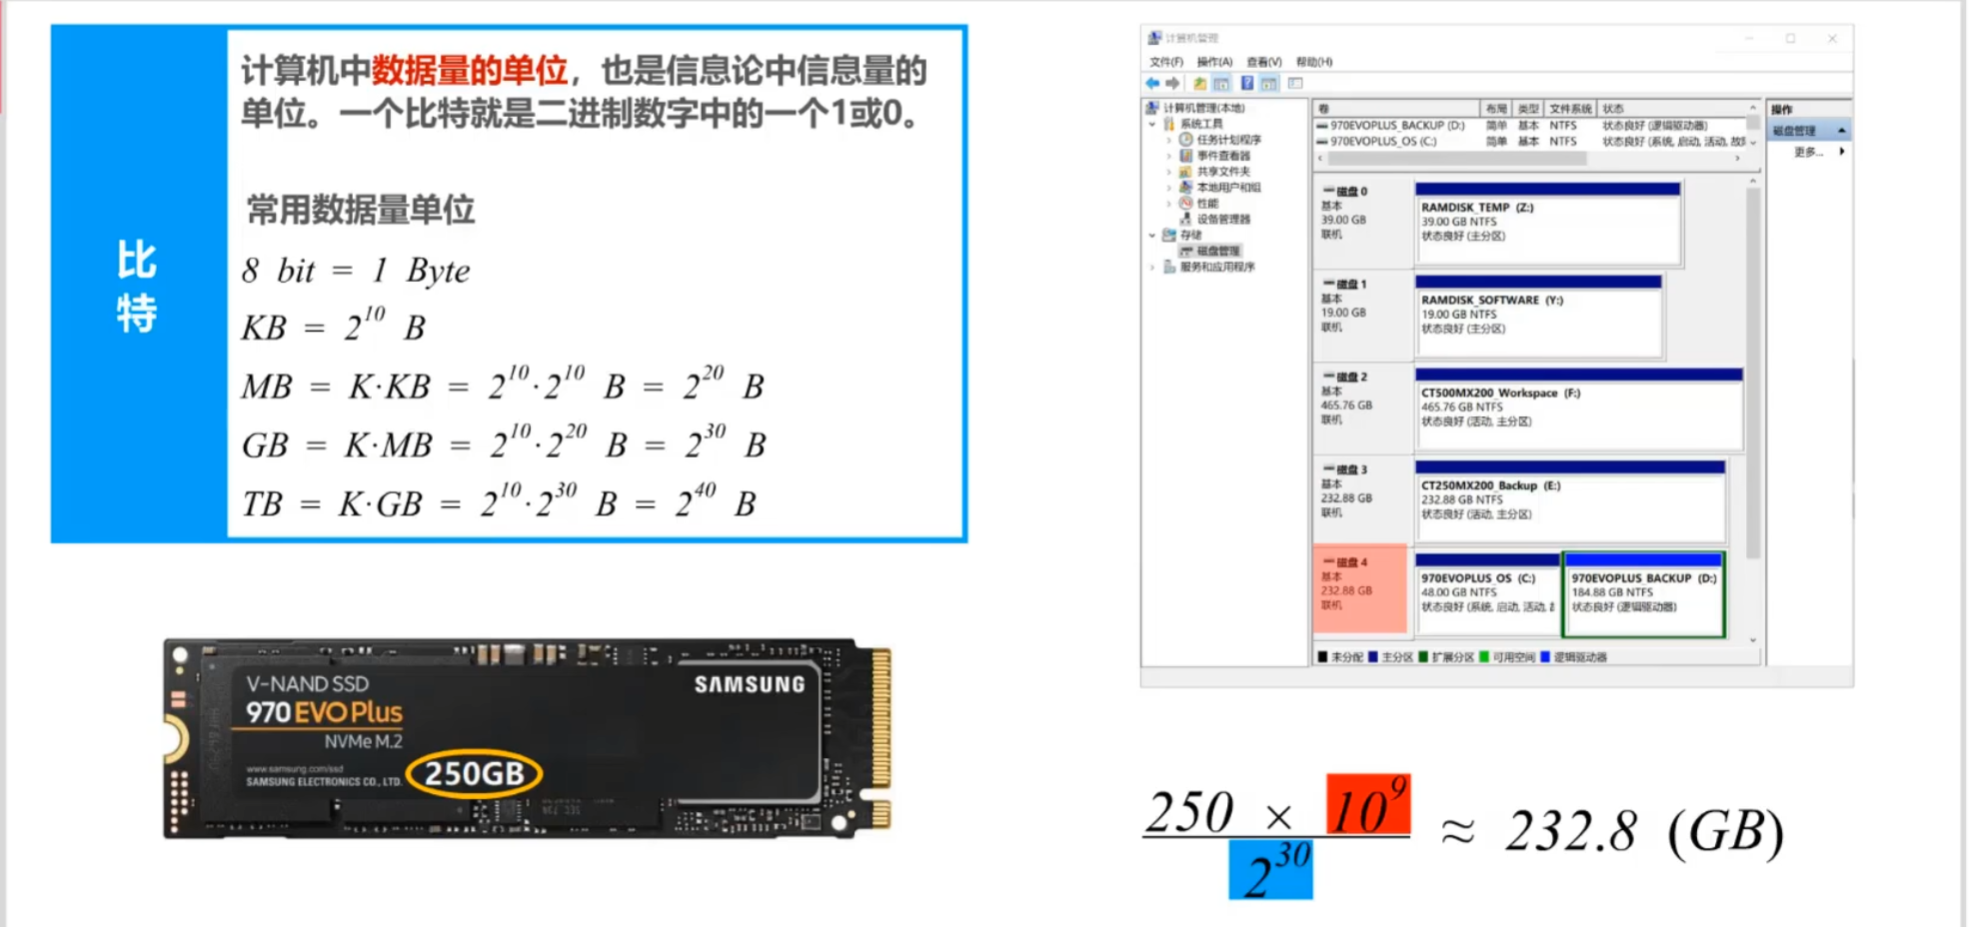 比
特
计算机中数据量的单位，也是信息论中信息量的
单位。一个比特就是二进制数字中的一个1或0。
常用数据量单位
8 bit = 1 Byte
KB = 2^10 B
MB = K·KB = 2^10·2^10 B = 2^20 B
GB = K·MB = 2^10·2^20 B = 2^30 B
TB = K·GB = 2^10·2^30 B = 2^40 B
V-NAND SSD
970 EVO Plus
NVMe M.2
www.samsung.com/ssd
SAMSUNG ELECTRONICS CO., LTD.
250GB
SAMSUNG
计算机管理
文件(F) 操作(A) 查看(V) 帮助(H)
计算机管理(本地)
系统工具
任务计划程序
事件查看器
共享文件夹
本地用户和组
性能
设备管理器
存储
磁盘管理
服务和应用程序
卷 布局 类型 文件系统 状态
970EVOPLUS_BACKUP (D:) 简单 基本 NTFS 状态良好 (逻辑驱动器)
970EVOPLUS_OS (C:) 简单 基本 NTFS 状态良好 (系统, 启动, 活动, 故
磁盘 0
基本
39.00 GB
联机
RAMDISK_TEMP (Z:)
39.00 GB NTFS
状态良好 (主分区)
磁盘 1
基本
19.00 GB
联机
RAMDISK_SOFTWARE (Y:)
19.00 GB NTFS
状态良好 (主分区)
磁盘 2
基本
465.76 GB
联机
CT500MX200_Workspace (F:)
465.76 GB NTFS
状态良好 (活动, 主分区)
磁盘 3
基本
232.88 GB
联机
CT250MX200_Backup (E:)
232.88 GB NTFS
状态良好 (活动, 主分区)
磁盘 4
基本
232.88 GB
联机
970EVOPLUS_OS (C:)
48.00 GB NTFS
状态良好 (系统, 启动, 活动,
970EVOPLUS_BACKUP (D:)
184.88 GB NTFS
状态良好 (逻辑驱动器)
未分配 主分区 扩展分区 可用空间 逻辑驱动器
操作
磁盘管理
更多...
250 × 10^9
2^30
≈ 232.8 (GB)